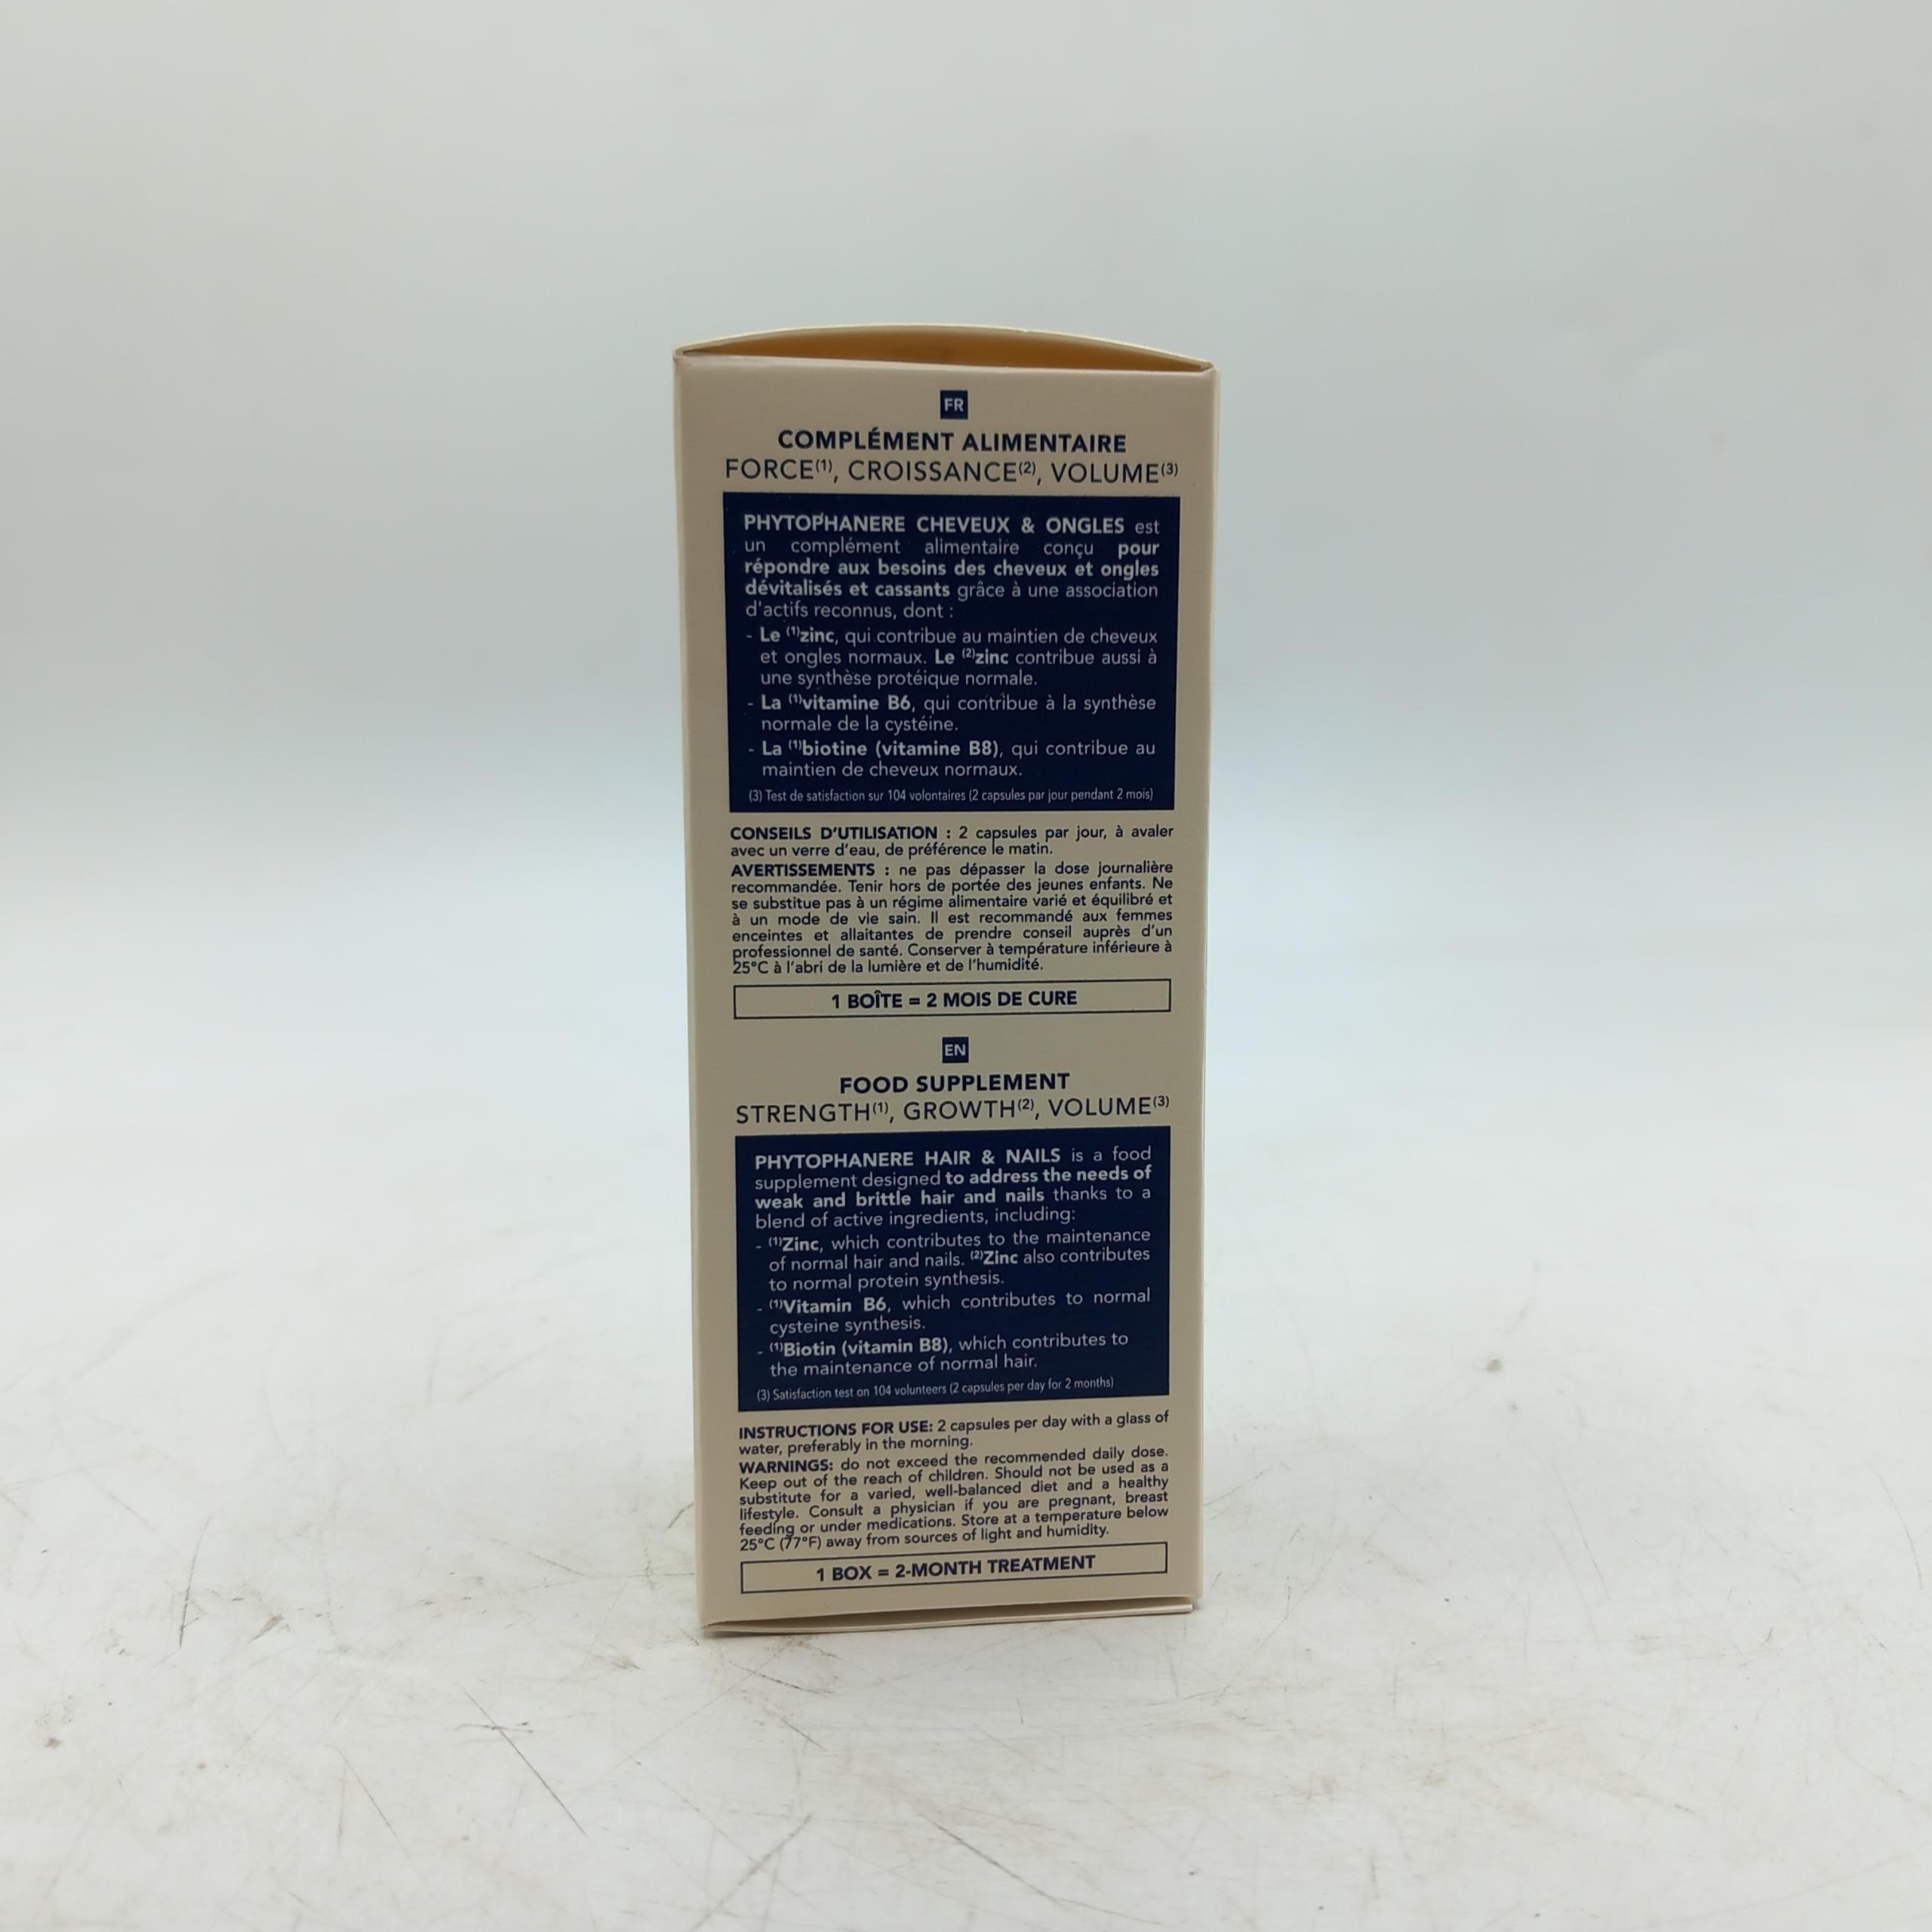 FR
COMPLÉMENT ALIMENTAIRE
FORCE(1), CROISSANCE(2), VOLUME(3)
PHYTOPHANERE CHEVEUX & ONGLES est
un complément alimentaire conçu pour
répondre aux besoins des cheveux et ongles
dévitalisés et cassants grâce à une association
d'actifs reconnus, dont :
- Le (1)zinc, qui contribue au maintien de cheveux
et ongles normaux. Le (2)zinc contribue aussi à
une synthèse protéique normale.
- La (1)vitamine B6, qui contribue à la synthèse
normale de la cystéine.
- La (1)biotine (vitamine B8), qui contribue au
maintien de cheveux normaux.
(3) Test de satisfaction sur 104 volontaires (2 capsules par jour pendant 2 mois)
CONSEILS D'UTILISATION : 2 capsules par jour, à avaler
avec un verre d'eau, de préférence le matin.
AVERTISSEMENTS : ne pas dépasser la dose journalière
recommandée. Tenir hors de portée des jeunes enfants. Ne
se substitue pas à un régime alimentaire varié et équilibré et
à un mode de vie sain. Il est recommandé aux femmes
enceintes et allaitantes de prendre conseil auprès d'un
professionnel de santé. Conserver à température inférieure à
25°C à l'abri de la lumière et de l'humidité.
1 BOÎTE = 2 MOIS DE CURE
EN
FOOD SUPPLEMENT
STRENGTH(1), GROWTH(2), VOLUME(3)
PHYTOPHANERE HAIR & NAILS is a food
supplement designed to address the needs of
weak and brittle hair and nails thanks to a
blend of active ingredients, including:
- (1)Zinc, which contributes to the maintenance
of normal hair and nails. (2)Zinc also contributes
to normal protein synthesis.
- (1)Vitamin B6, which contributes to normal
cysteine synthesis.
- (1)Biotin (vitamin B8), which contributes to
the maintenance of normal hair.
(3) Satisfaction test on 104 volunteers (2 capsules per day for 2 months)
INSTRUCTIONS FOR USE: 2 capsules per day with a glass of
water, preferably in the morning.
WARNINGS: do not exceed the recommended daily dose.
Keep out of the reach of children. Should not be used as a
substitute for a varied, well-balanced diet and a healthy
lifestyle. Consult a physician if you are pregnant, breast
feeding or under medications. Store at a temperature below
25°C (77°F) away from sources of light and humidity.
1 BOX = 2-MONTH TREATMENT